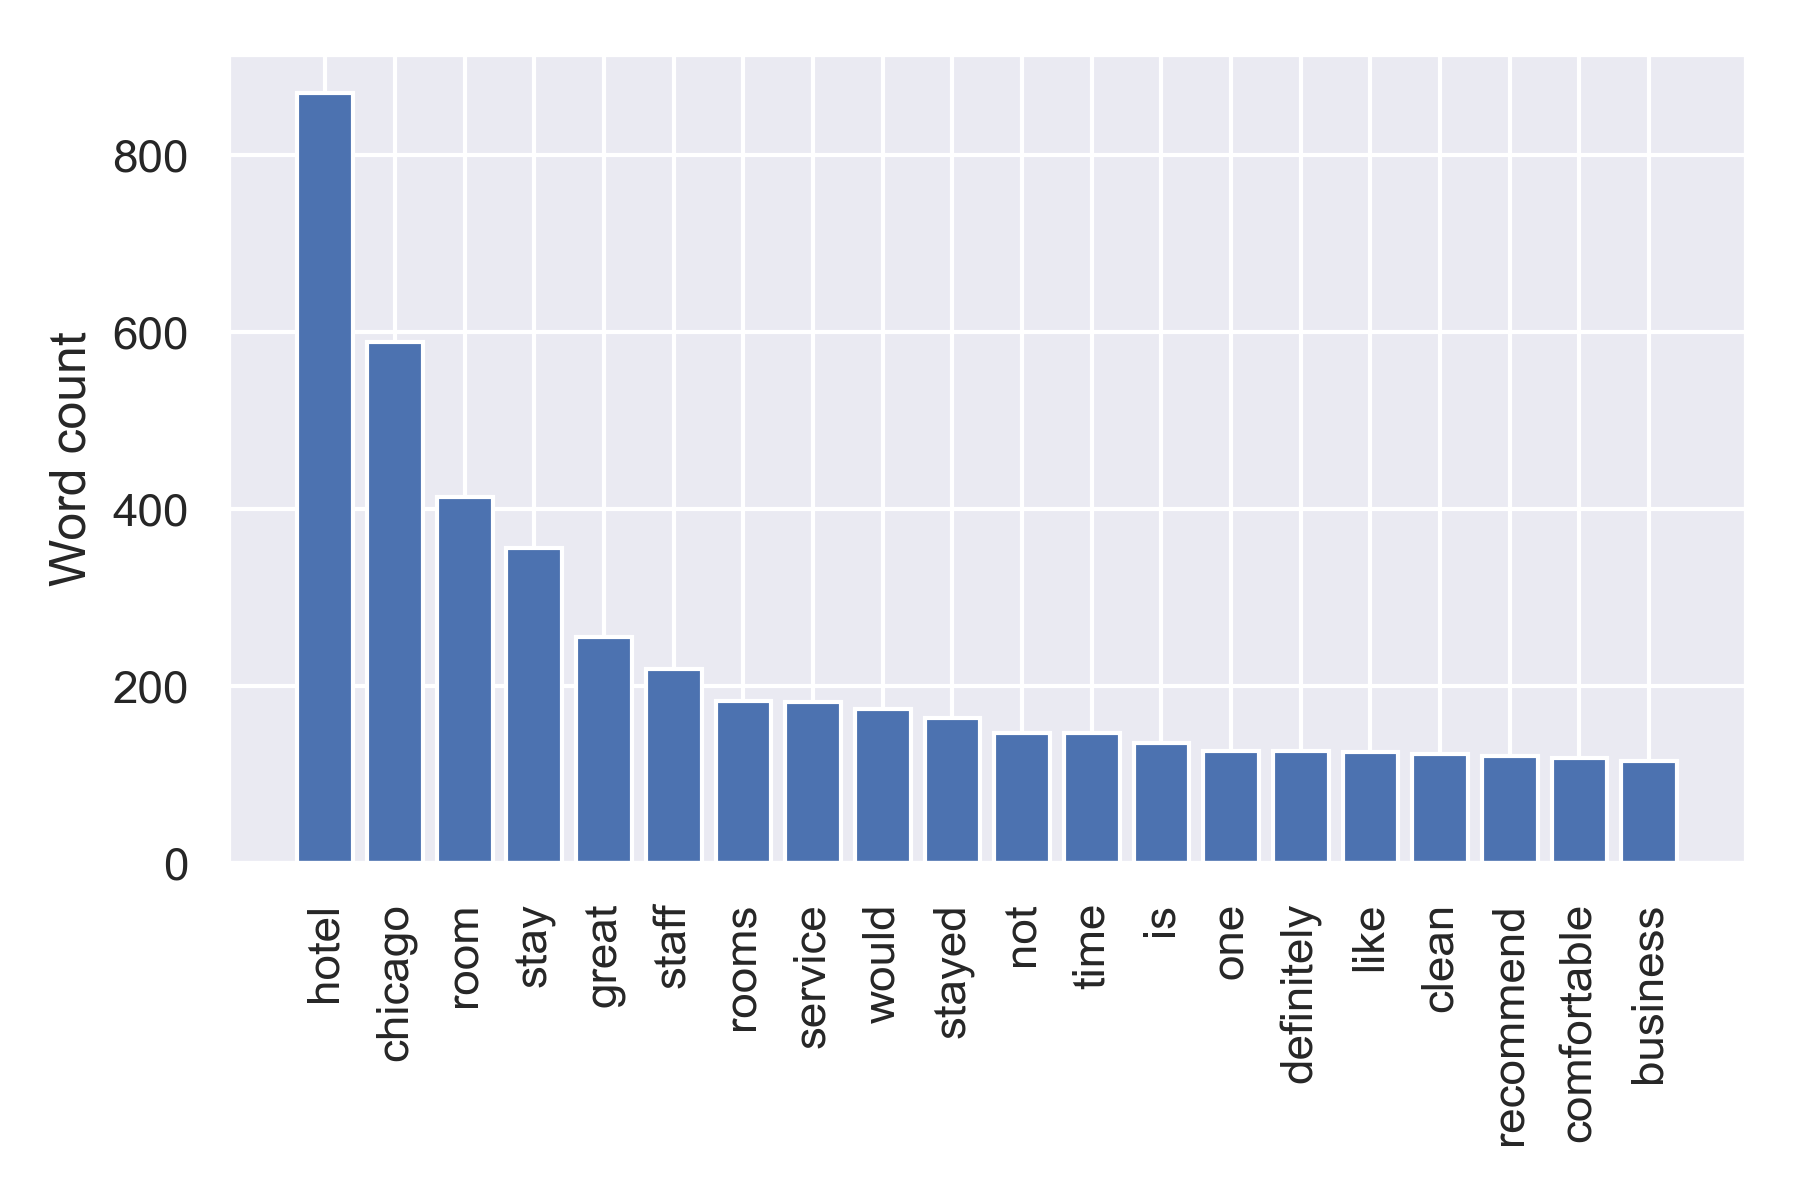 Word count
800
600
400
200
0
hotel
chicago
room
stay
great
staff
rooms
service
would
stayed
not
time
is
one
definitely
like
clean
recommend
comfortable
business